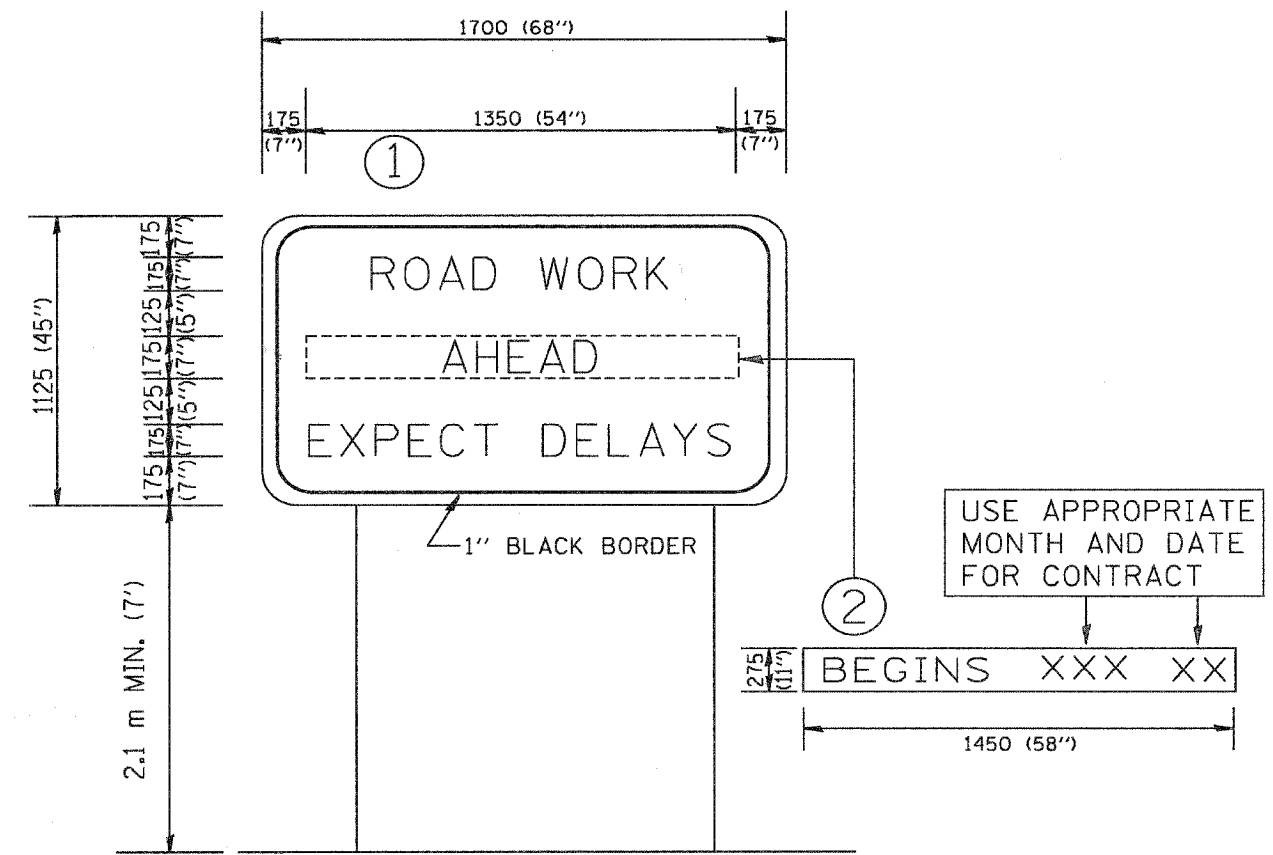 1700 (68")
175 (7")
1350 (54")
175 (7")
1
1125 (45")
175 (7")
175 (7")
125 (5")
175 (7")
125 (5")
175 (7")
175 (7")
ROAD WORK
AHEAD
EXPECT DELAYS
1" BLACK BORDER
2.1 m MIN. (7')
USE APPROPRIATE
MONTH AND DATE
FOR CONTRACT
2
275 (11")
BEGINS XXX XX
1450 (58")